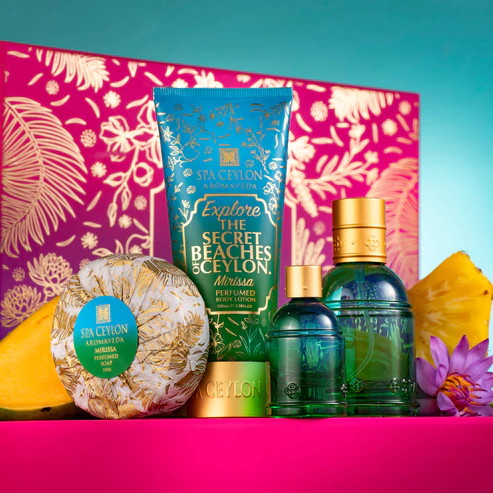 SPA CEYLON
AROMAVEDA
Explore
THE
SECRET
BEACHES
OF CEYLON.
Mirissa
PERFUMED
BODY LOTION
SPA CEYLON
AROMAVEDA
MIRISSA
PERFUMED
SOAP
A CEYLON